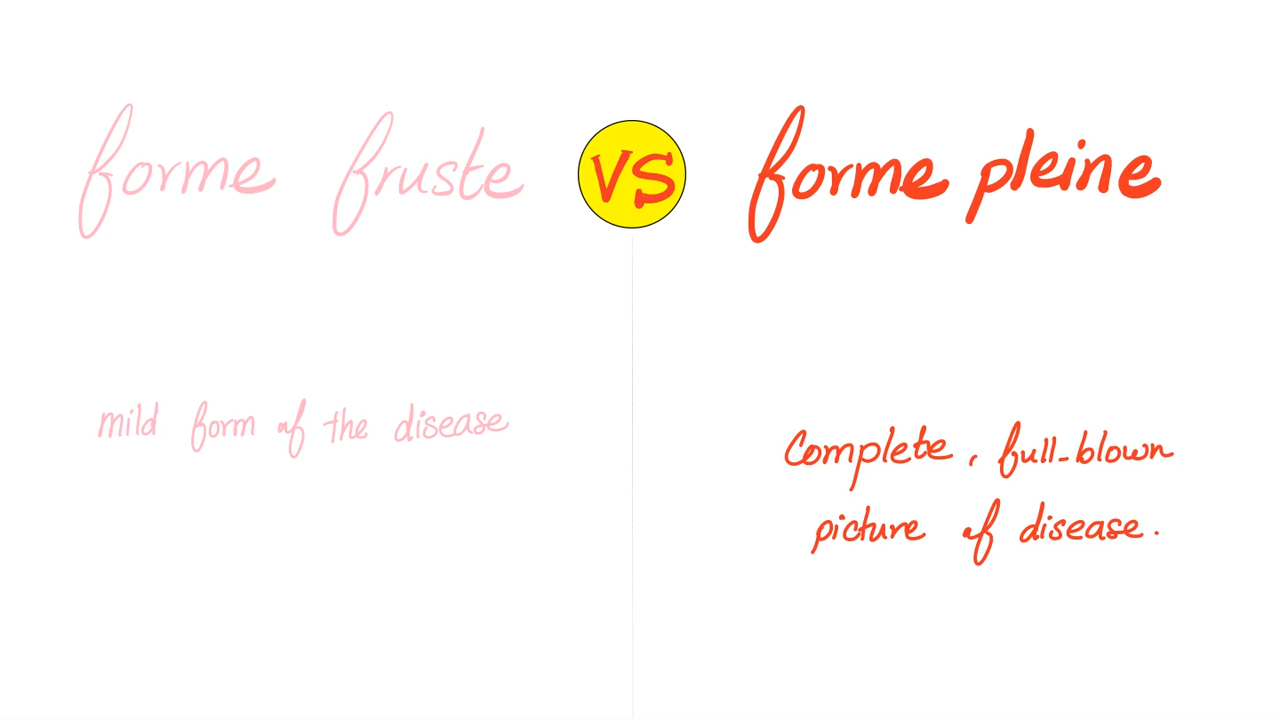 forme fruste
VS
forme pleine
mild form of the disease
Complete, full-blown
picture of disease.